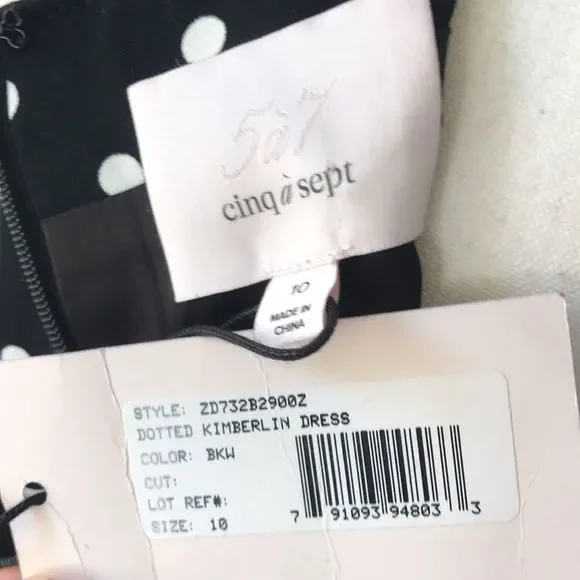 5à7
cinq à sept
10
MADE IN
CHINA
STYLE: ZD732B2900Z
DOTTED KIMBERLIN DRESS
COLOR: BKW
CUT:
LOT REF#:
SIZE: 10
7 91093 94803 3